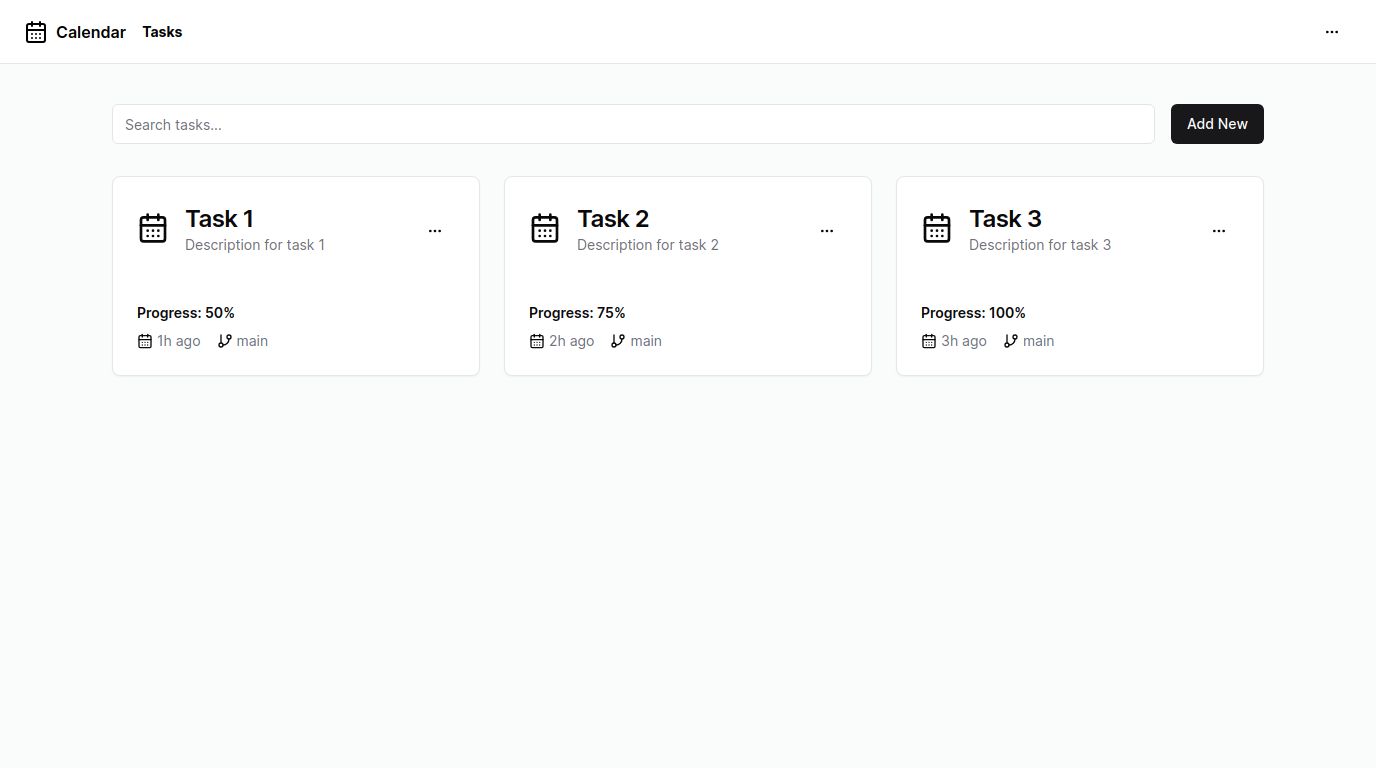 Calendar Tasks
Search tasks...
Add New
Task 1
Description for task 1
Progress: 50%
1h ago main
Task 2
Description for task 2
Progress: 75%
2h ago main
Task 3
Description for task 3
Progress: 100%
3h ago main